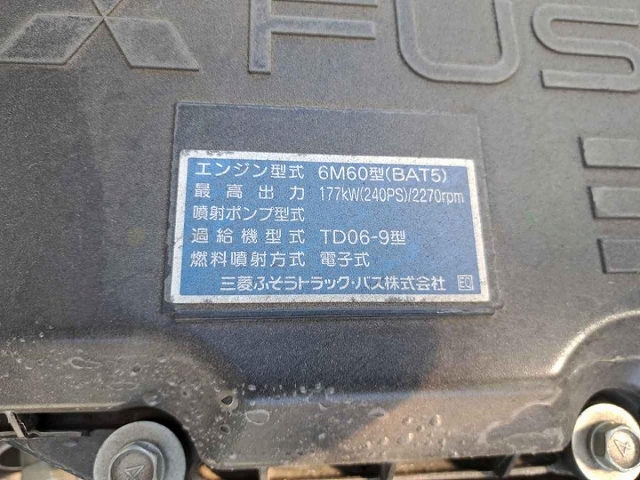 FUS
エンジン型式 6M60型(BAT5)
最高出力 177kW(240PS)/2270rpm
噴射ポンプ型式
過給機型式 TD06-9型
燃料噴射方式 電子式
三菱ふそうトラック・バス株式会社 EQ
4
4